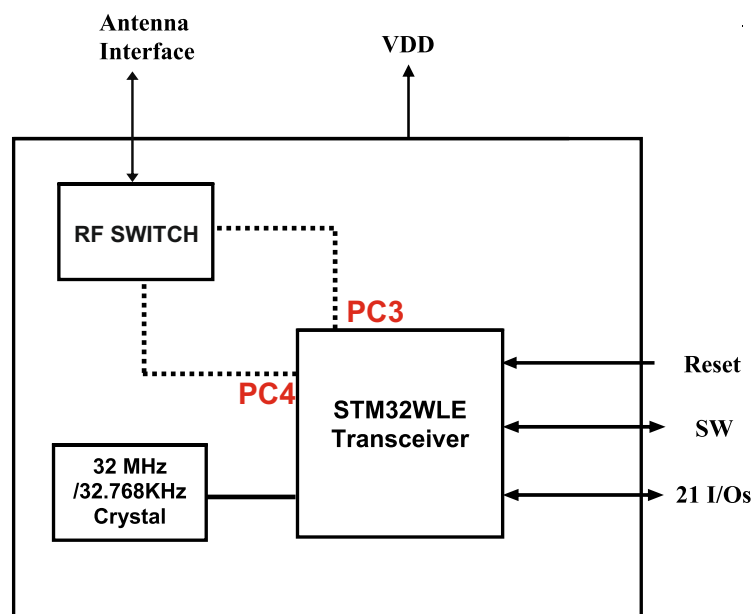 Antenna
Interface
VDD
RF SWITCH
PC3
PC4
STM32WLE
Transceiver
Reset
SW
21 I/Os
32 MHz
/32.768KHz
Crystal